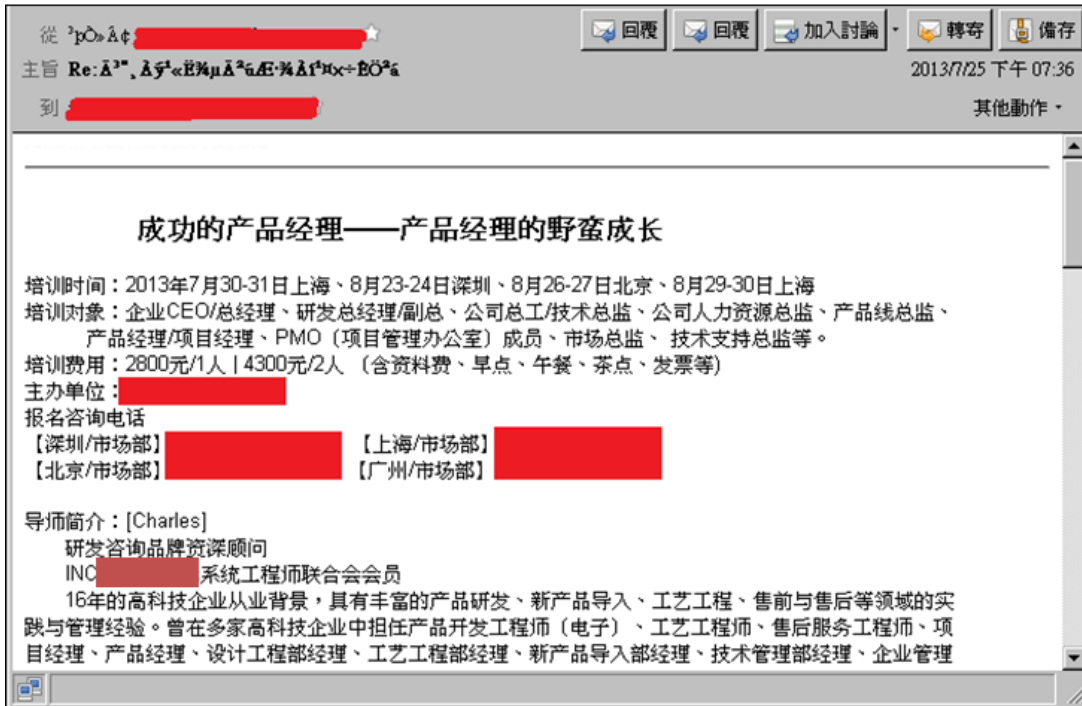 從 ³pÒ»Â¢
回覆 回覆 加入討論 轉寄 備存
主旨 Re:
2013/7/25 下午 07:36
到
其他動作
成功的产品经理——产品经理的野蛮成长
培训时间：2013年7月30-31日上海、8月23-24日深圳、8月26-27日北京、8月29-30日上海
培训对象：企业CEO/总经理、研发总经理/副总、公司总工/技术总监、公司人力资源总监、产品线总监、
产品经理/项目经理、PMO（项目管理办公室）成员、市场总监、 技术支持总监等。
培训费用：2800元/1人 | 4300元/2人 （含资料费、早点、午餐、茶点、发票等)
主办单位：
报名咨询电话
【深圳/市场部】 【上海/市场部】
【北京/市场部】 【广州/市场部】
导师简介：[Charles]
研发咨询品牌资深顾问
INC 系统工程师联合会会员
16年的高科技企业从业背景，具有丰富的产品研发、新产品导入、工艺工程、售前与售后等领域的实
践与管理经验。曾在多家高科技企业中担任产品开发工程师（电子）、工艺工程师、售后服务工程师、项
目经理、产品经理、设计工程部经理、工艺工程部经理、新产品导入部经理、技术管理部经理、企业管理